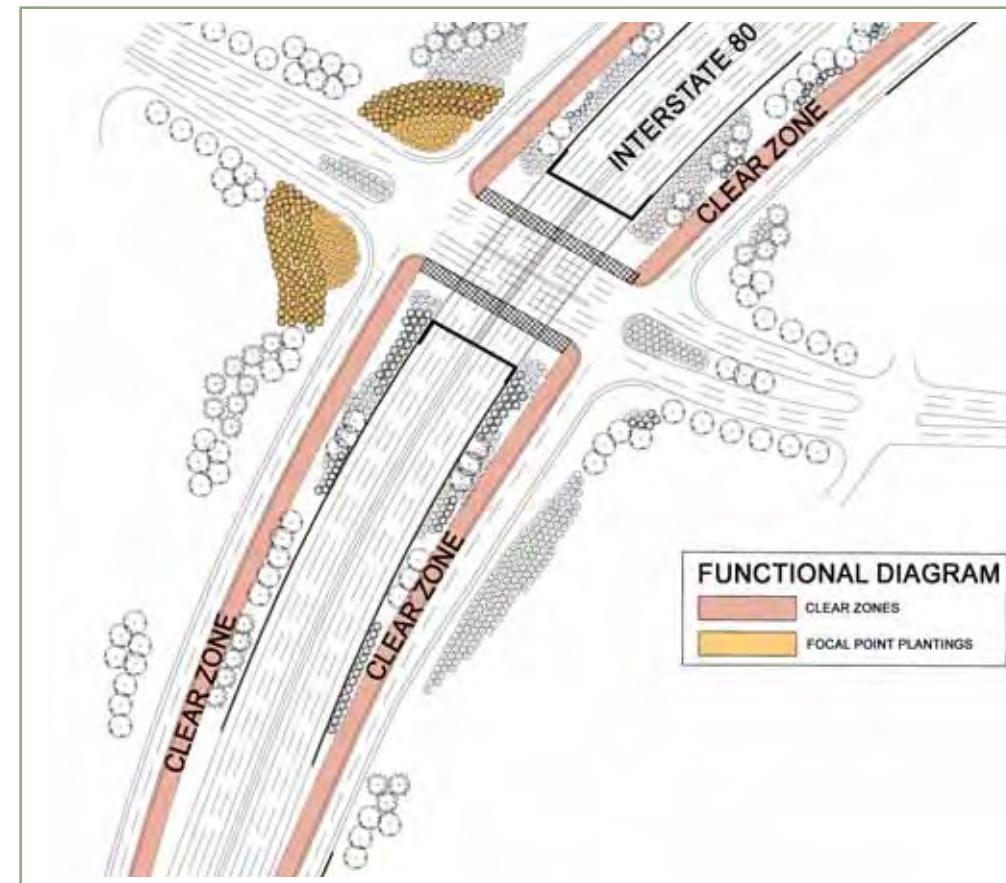 INTERSTATE 80
CLEAR ZONE
CLEAR ZONE
CLEAR ZONE
FUNCTIONAL DIAGRAM
CLEAR ZONES
FOCAL POINT PLANTINGS